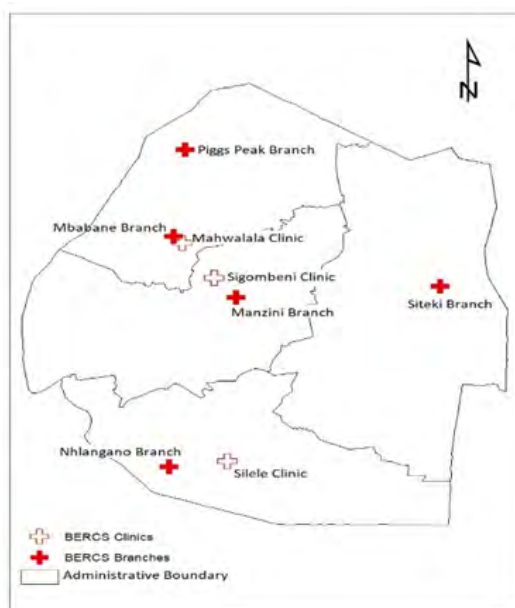 N
Piggs Peak Branch
Mbabane Branch
Mahwalala Clinic
Sigombeni Clinic
Manzini Branch
Siteki Branch
Nhlangano Branch
Silele Clinic
BERCS Clinics
BERCS Branches
Administrative Boundary